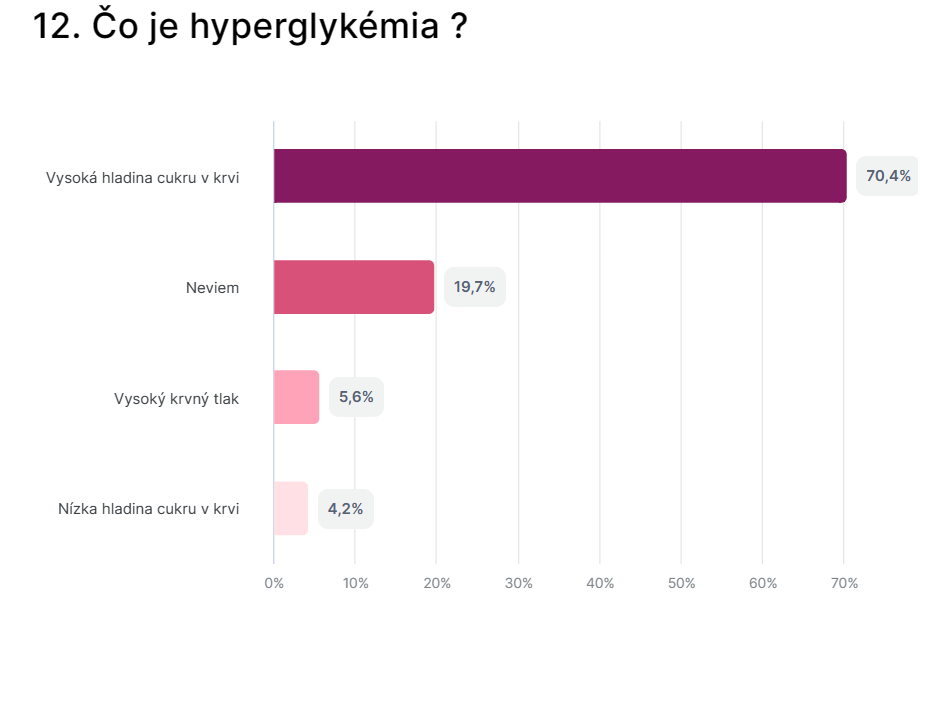 12. Čo je hyperglykémia ?
Vysoká hladina cukru v krvi 70,4%
Neviem 19,7%
Vysoký krvný tlak 5,6%
Nízka hladina cukru v krvi 4,2%
0% 10% 20% 30% 40% 50% 60% 70%